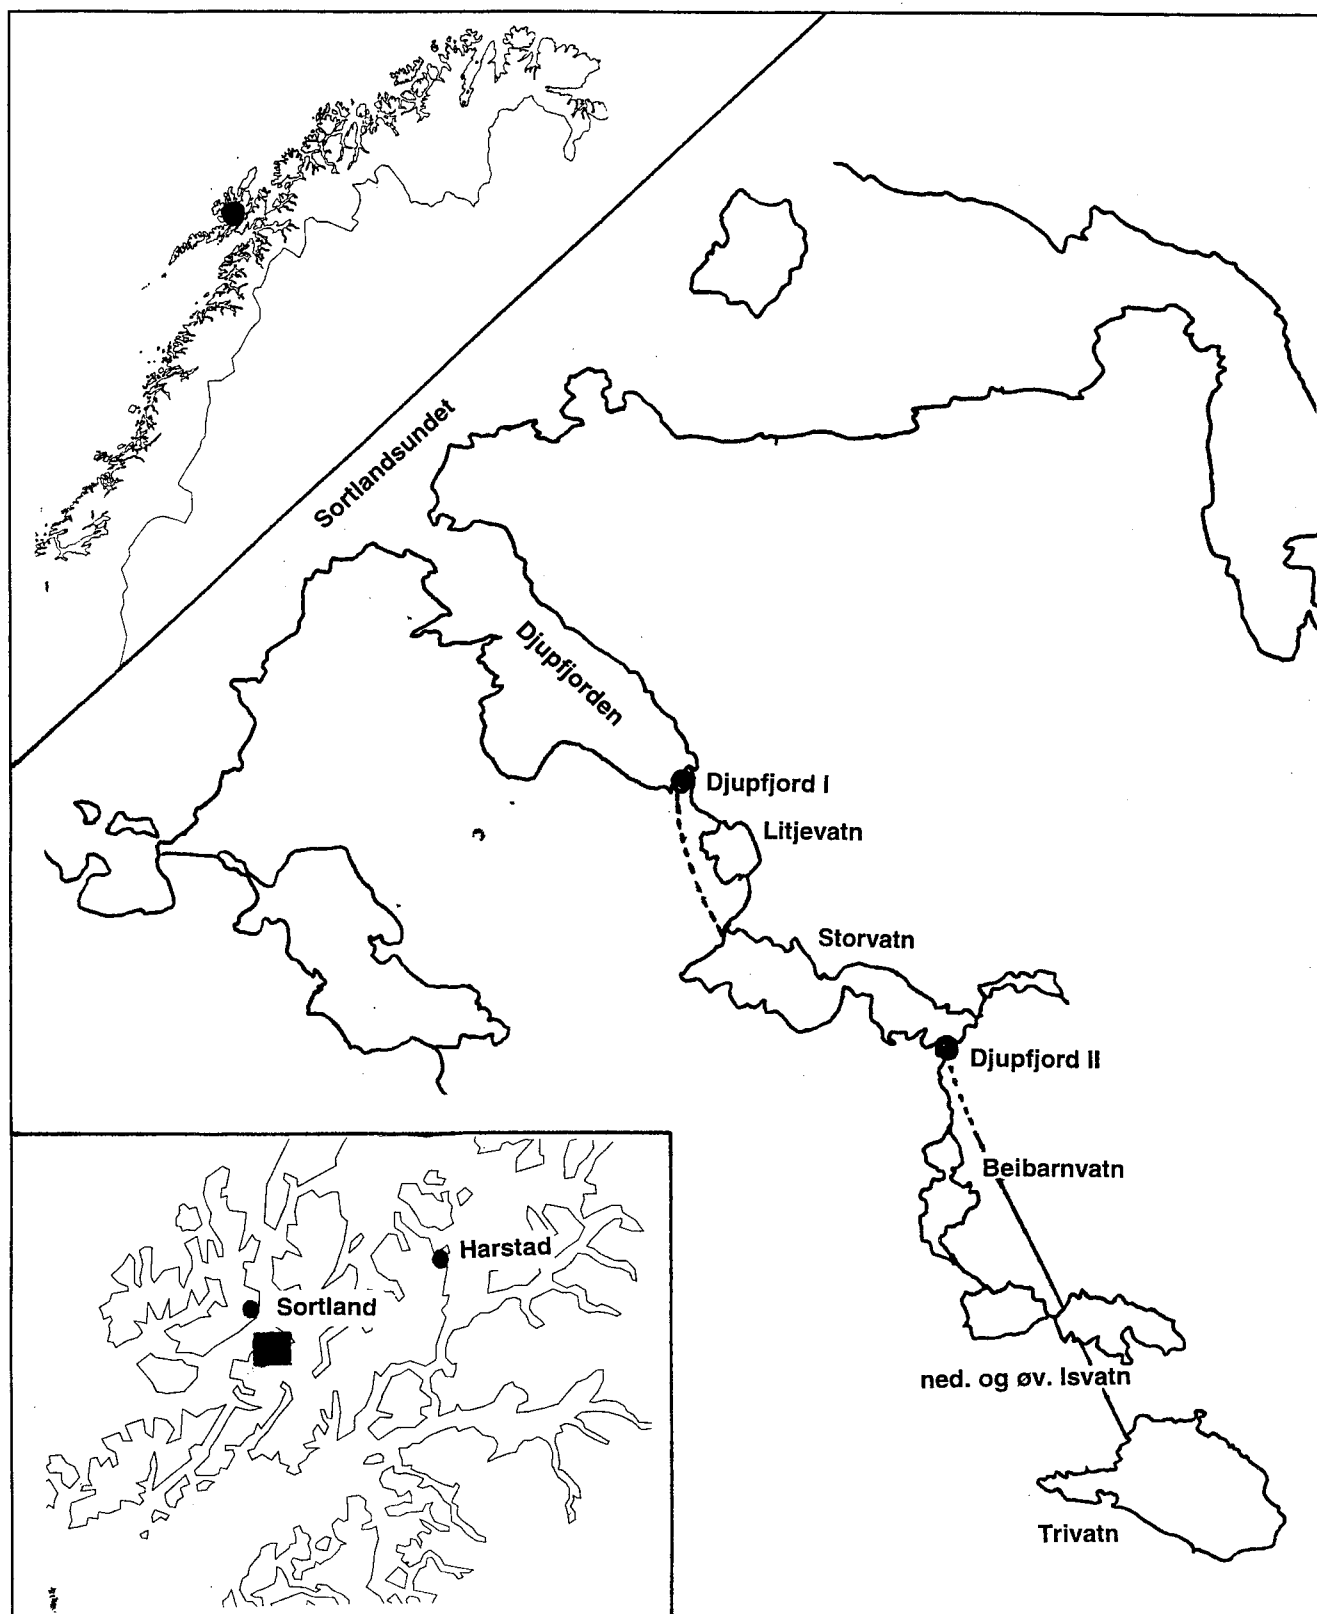 Sortlandsundet
Djupfjorden
Djupfjord I
Litjevatn
Storvatn
Djupfjord II
Beibarnvatn
Harstad
Sortland
ned. og øv. Isvatn
Trivatn